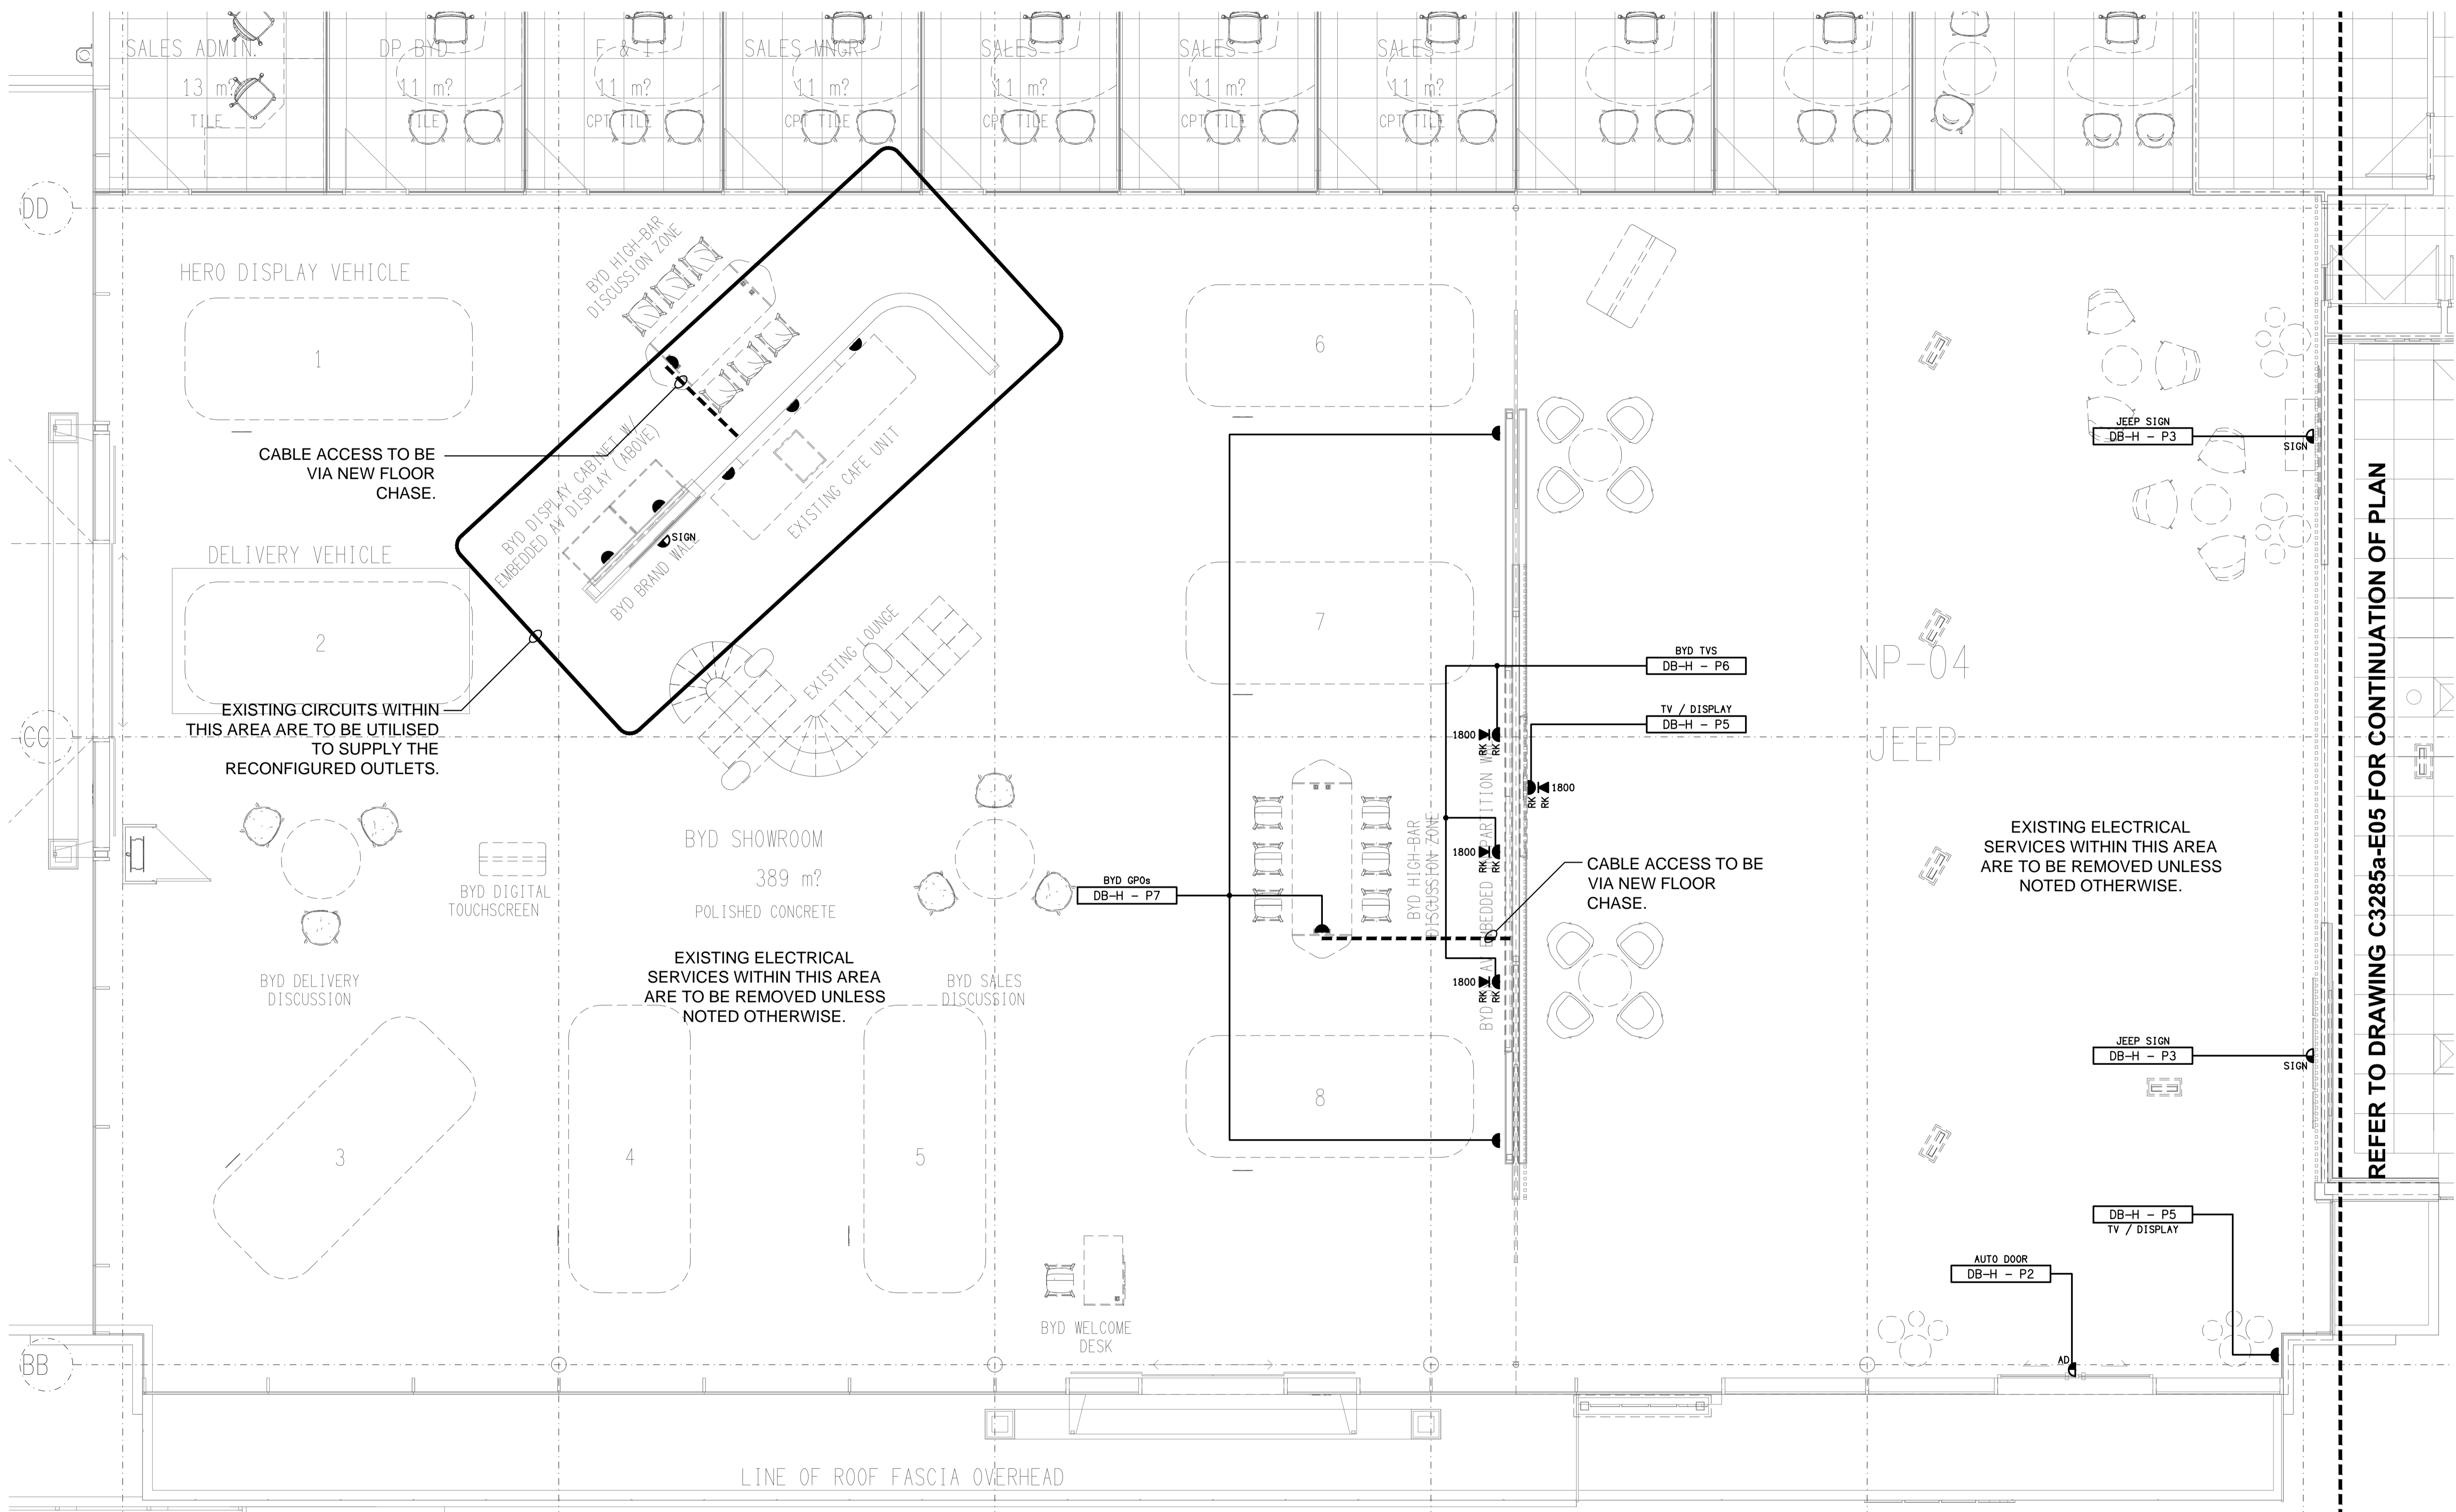 SALES ADMIN.
13 m?
TILE
DP BYD
11 m?
TILE
F & I
11 m?
CPT TILE
SALES MNGR
11 m?
CPT TILE
SALES
11 m?
CPT TILE
SALES
11 m?
CPT TILE
SALES
11 m?
CPT TILE
DD
HERO DISPLAY VEHICLE
1
BYD HIGH-BAR
DISCUSSION ZONE
CABLE ACCESS TO BE
VIA NEW FLOOR
CHASE.
BYD DISPLAY CABINET W/
EMBEDDED AV DISPLAY (ABOVE)
EXISTING CAFE UNIT
SIGN
BYD BRAND WALL
DELIVERY VEHICLE
2
EXISTING LOUNGE
EXISTING CIRCUITS WITHIN
THIS AREA ARE TO BE UTILISED
TO SUPPLY THE
RECONFIGURED OUTLETS.
CC
6
7
8
JEEP SIGN
DB-H - P3
SIGN
BYD TVS
DB-H - P6
TV / DISPLAY
DB-H - P5
NP-04
JEEP
1800
RK
RK
1800
RK
RK
1800
RK
RK
1800
RK
RK
BYD HIGH-BAR
DISCUSSION ZONE
BYD AV EMBEDDED PARTITION W
CABLE ACCESS TO BE
VIA NEW FLOOR
CHASE.
BYD GPOs
DB-H - P7
BYD SHOWROOM
389 m?
POLISHED CONCRETE
BYD DIGITAL
TOUCHSCREEN
EXISTING ELECTRICAL
SERVICES WITHIN THIS AREA
ARE TO BE REMOVED UNLESS
NOTED OTHERWISE.
BYD DELIVERY
DISCUSSION
BYD SALES
DISCUSSION
EXISTING ELECTRICAL
SERVICES WITHIN THIS AREA
ARE TO BE REMOVED UNLESS
NOTED OTHERWISE.
REFER TO DRAWING C3285a-E05 FOR CONTINUATION OF PLAN
JEEP SIGN
DB-H - P3
SIGN
3
4
5
DB-H - P5
TV / DISPLAY
AUTO DOOR
DB-H - P2
AD
BYD WELCOME
DESK
BB
LINE OF ROOF FASCIA OVERHEAD